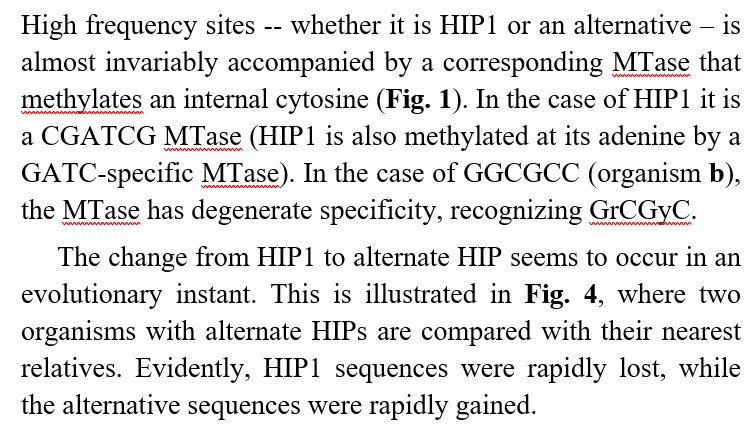 High frequency sites -- whether it is HIP1 or an alternative – is
almost invariably accompanied by a corresponding MTase that
methylates an internal cytosine (Fig. 1). In the case of HIP1 it is
a CGATCG MTase (HIP1 is also methylated at its adenine by a
GATC-specific MTase). In the case of GGCGCC (organism b),
the MTase has degenerate specificity, recognizing GrCGyC.
The change from HIP1 to alternate HIP seems to occur in an
evolutionary instant. This is illustrated in Fig. 4, where two
organisms with alternate HIPs are compared with their nearest
relatives. Evidently, HIP1 sequences were rapidly lost, while
the alternative sequences were rapidly gained.